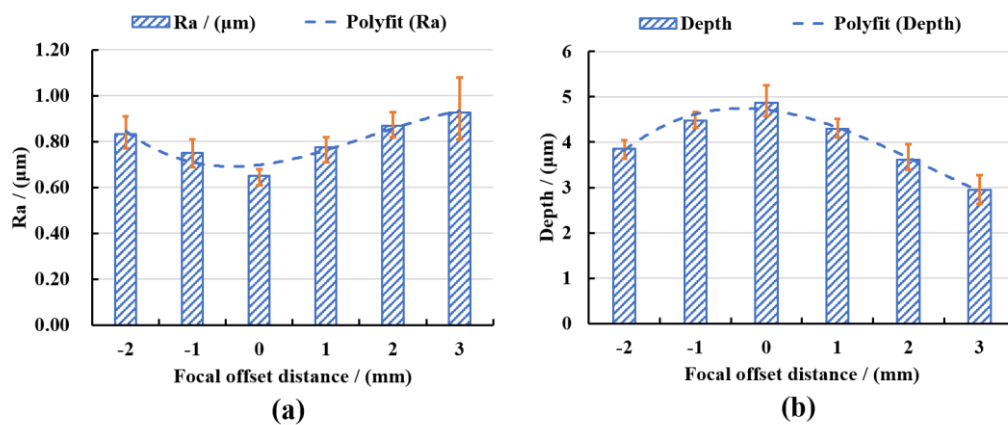 Ra / (μm) Polyfit (Ra)
1.20
1.00
0.80
0.60
0.40
0.20
0.00
Ra / (μm)
-2 -1 0 1 2 3
Focal offset distance / (mm)
(a)
Depth Polyfit (Depth)
6
5
4
3
2
1
0
Depth / (μm)
-2 -1 0 1 2 3
Focal offset distance / (mm)
(b)